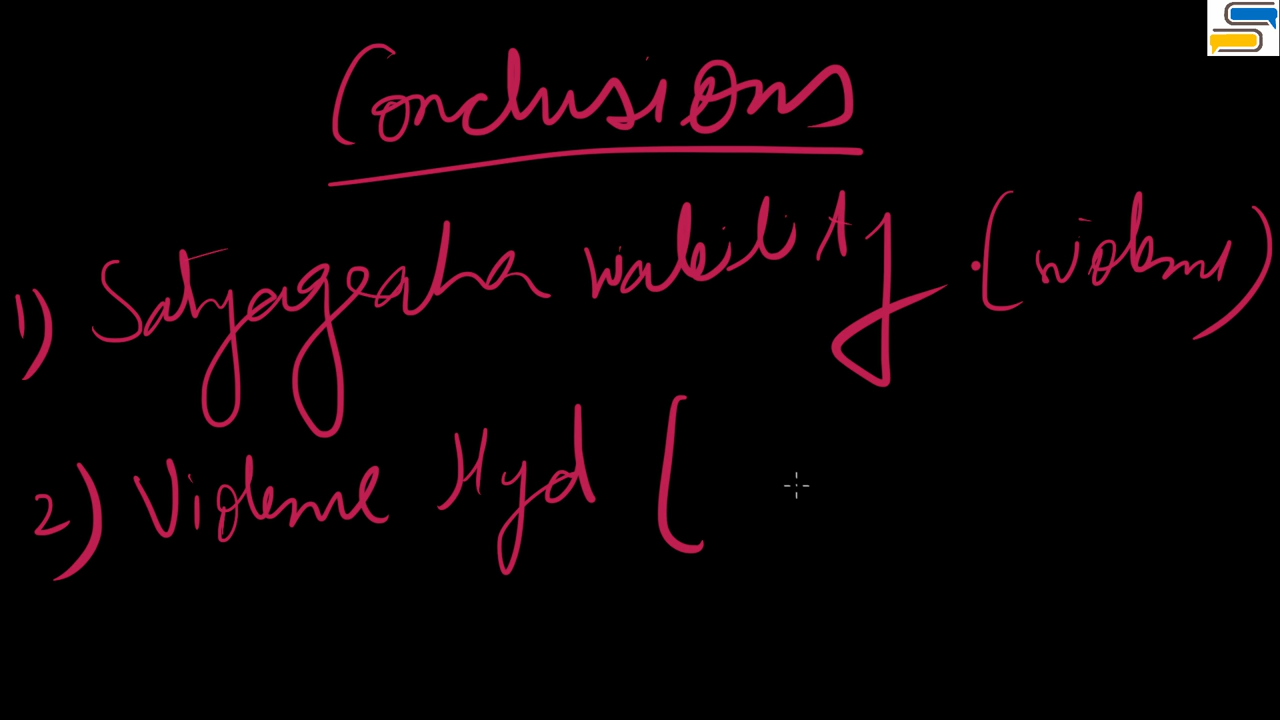 Conclusions
1) Satyagraha viability. (violence)
2) Violence Hyd (